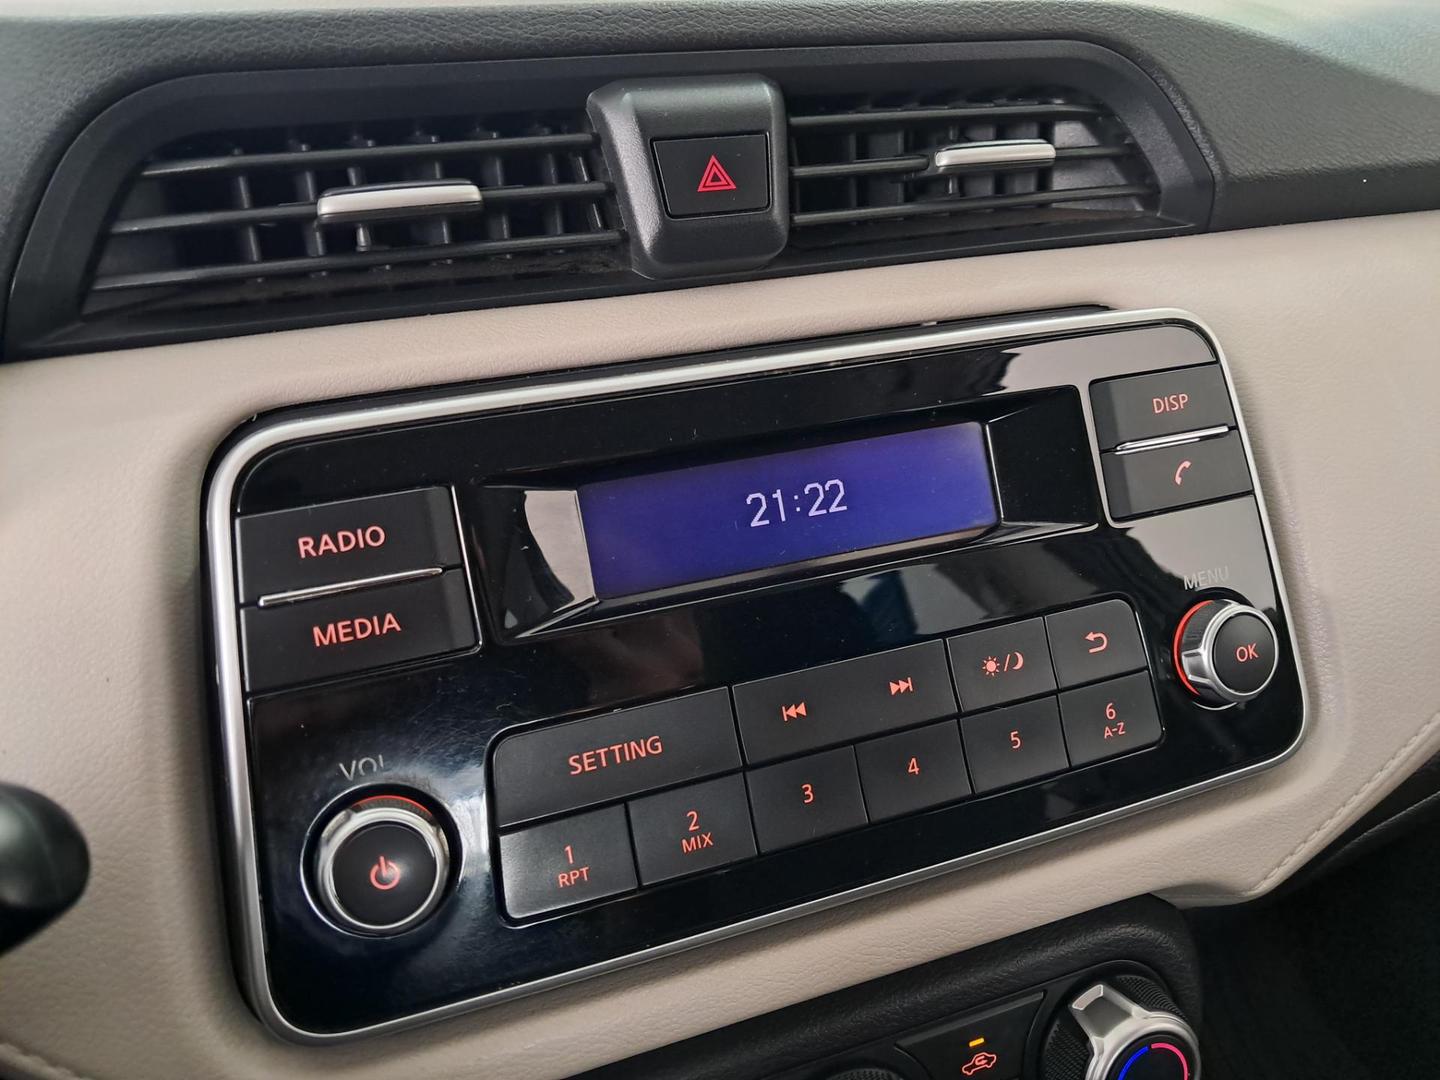 DISP
21:22
RADIO
MEDIA
MENU
OK
SETTING
VOL
1
RPT
2
MIX
3
4
5
6
A-Z